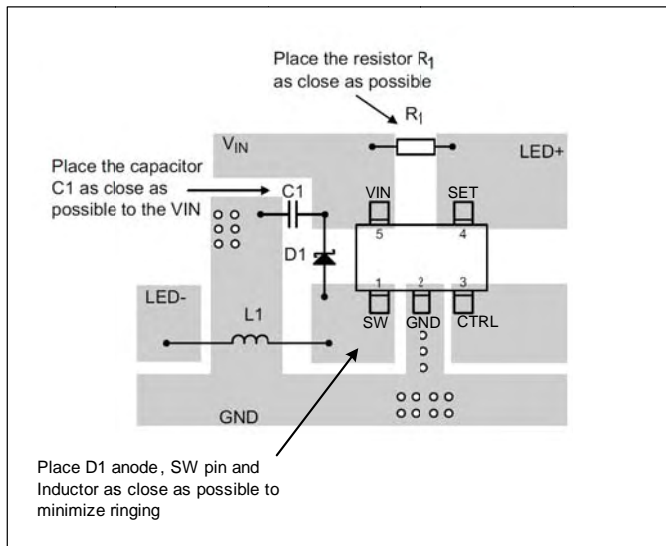 Place the resistor R1
as close as possible
R1
VIN
LED+
Place the capacitor
C1 as close as
possible to the VIN
C1
VIN
SET
5
4
D1
1
2
3
LED-
L1
SW
GND
CTRL
GND
Place D1 anode, SW pin and
Inductor as close as possible to
minimize ringing